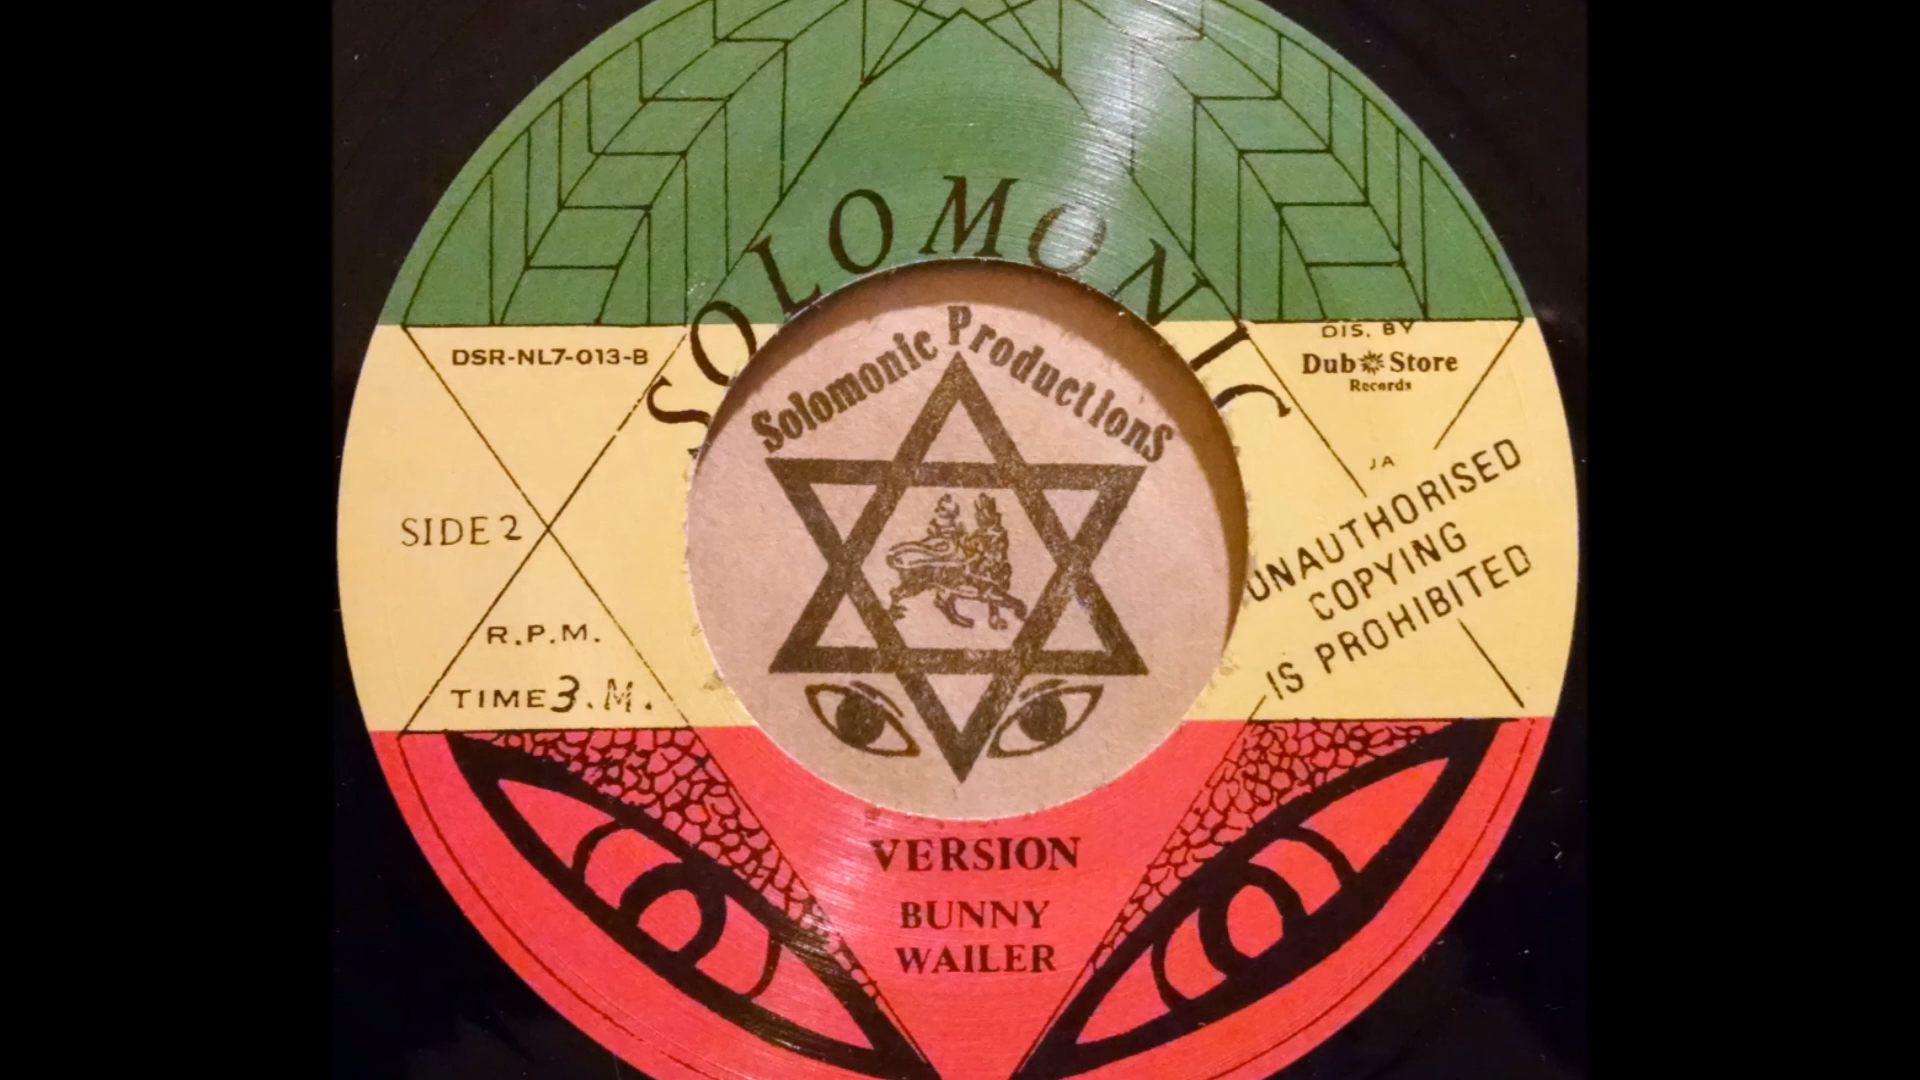 SOLOMONIC
Solomonic ProductionS
DSR-NL7-013-B
DIS. BY
Dub Store
Records
JA
SIDE 2
UNAUTHORISED
COPYING
IS PROHIBITED
R.P.M.
TIME 3.M.
VERSION
BUNNY
WAILER